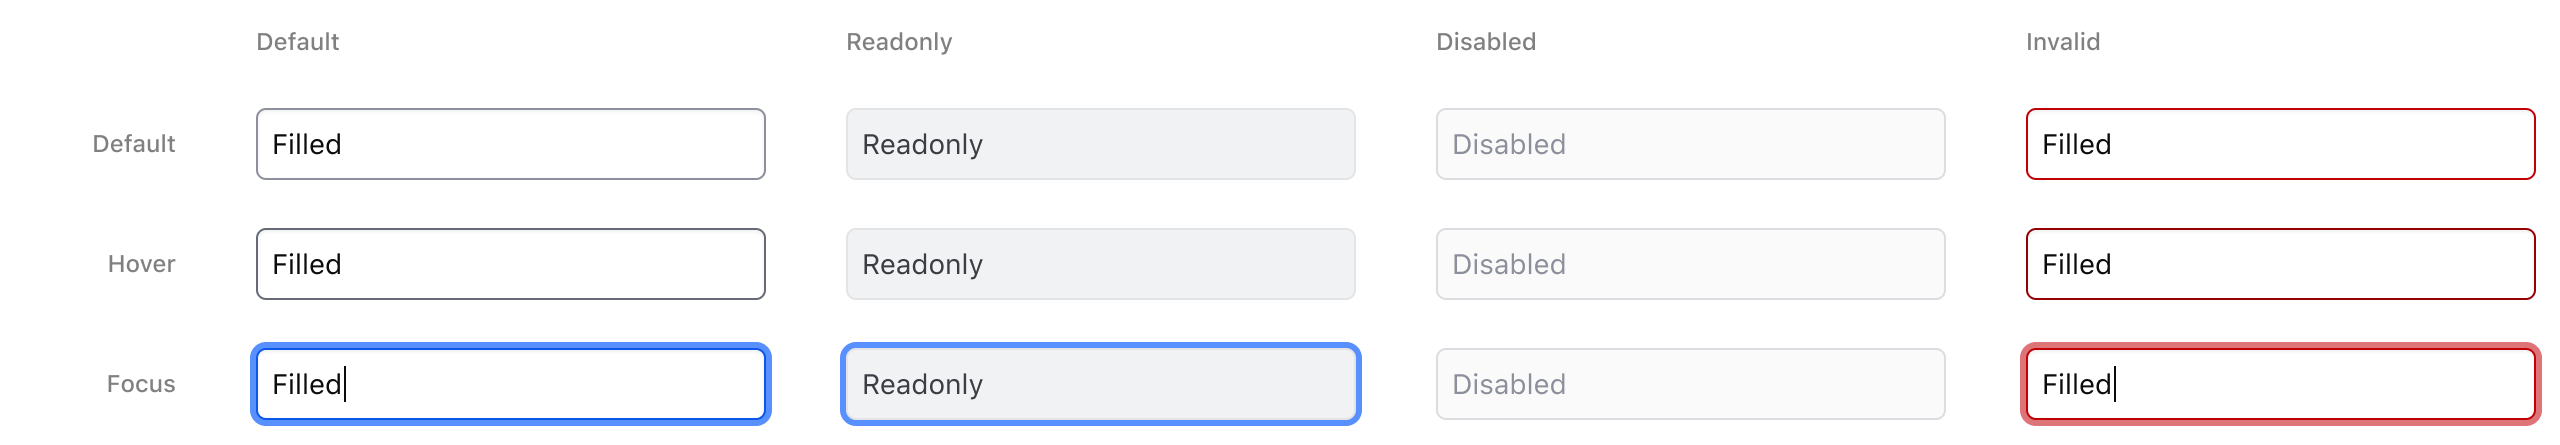 Default Readonly Disabled Invalid
Default Filled Readonly Disabled Filled
Hover Filled Readonly Disabled Filled
Focus Filled Readonly Disabled Filled